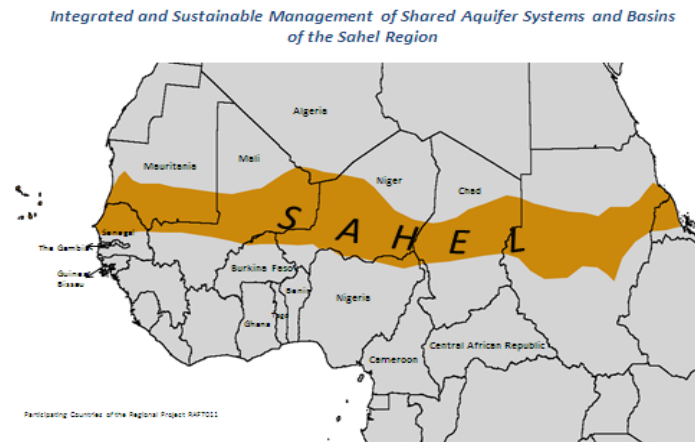 Integrated and Sustainable Management of Shared Aquifer Systems and Basins
of the Sahel Region
Algeria
Mauritania
Mali
Niger
Chad
SAHEL
Senegal
The Gambia
Guinea
Bissau
Burkina Faso
Benin
Togo
Nigeria
Ghana
Cameroon
Central African Republic
Participating Countries of the Regional Project RAF7011